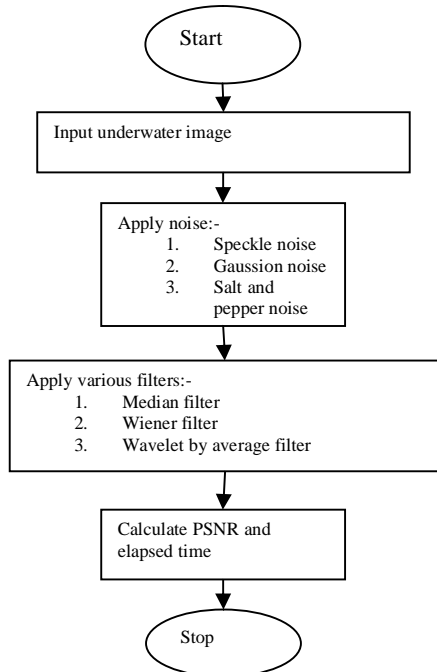 Start
Input underwater image
Apply noise:-
1. Speckle noise
2. Gaussion noise
3. Salt and
pepper noise
Apply various filters:-
1. Median filter
2. Wiener filter
3. Wavelet by average filter
Calculate PSNR and
elapsed time
Stop